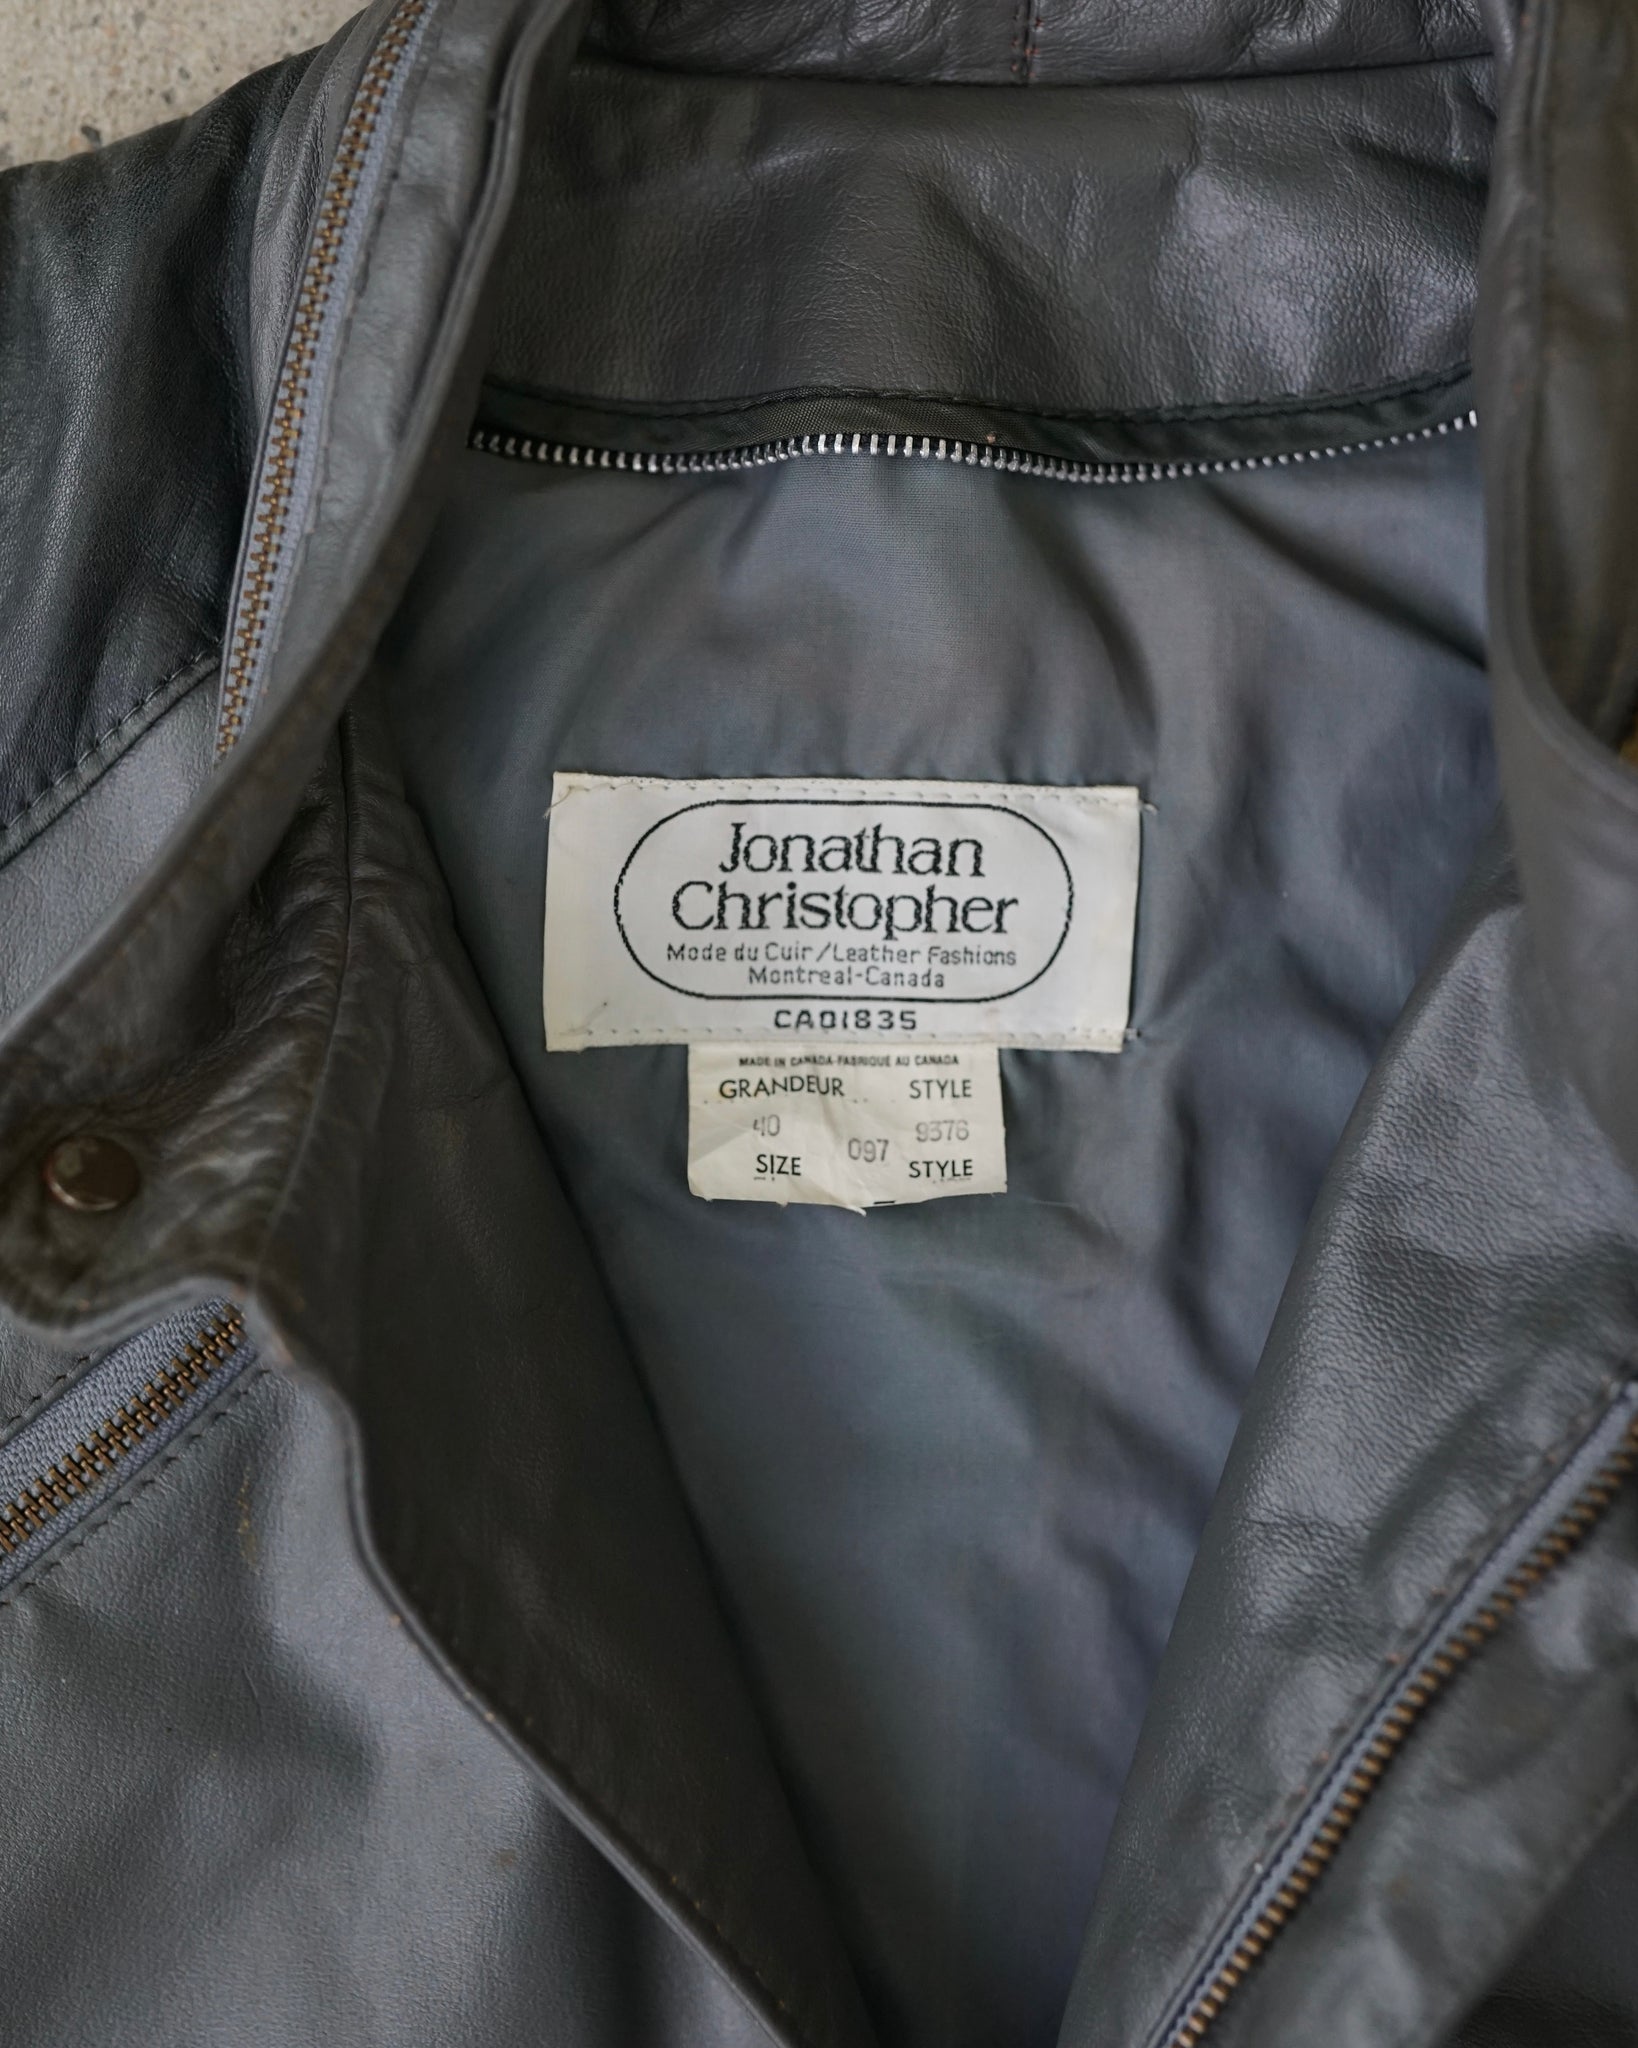 Jonathan
Christopher
Mode du Cuir/Leather Fashions
Montreal-Canada
CA01835
MADE IN CANADA-FABRIQUÉ AU CANADA
GRANDEUR STYLE
40 097 9376
SIZE STYLE